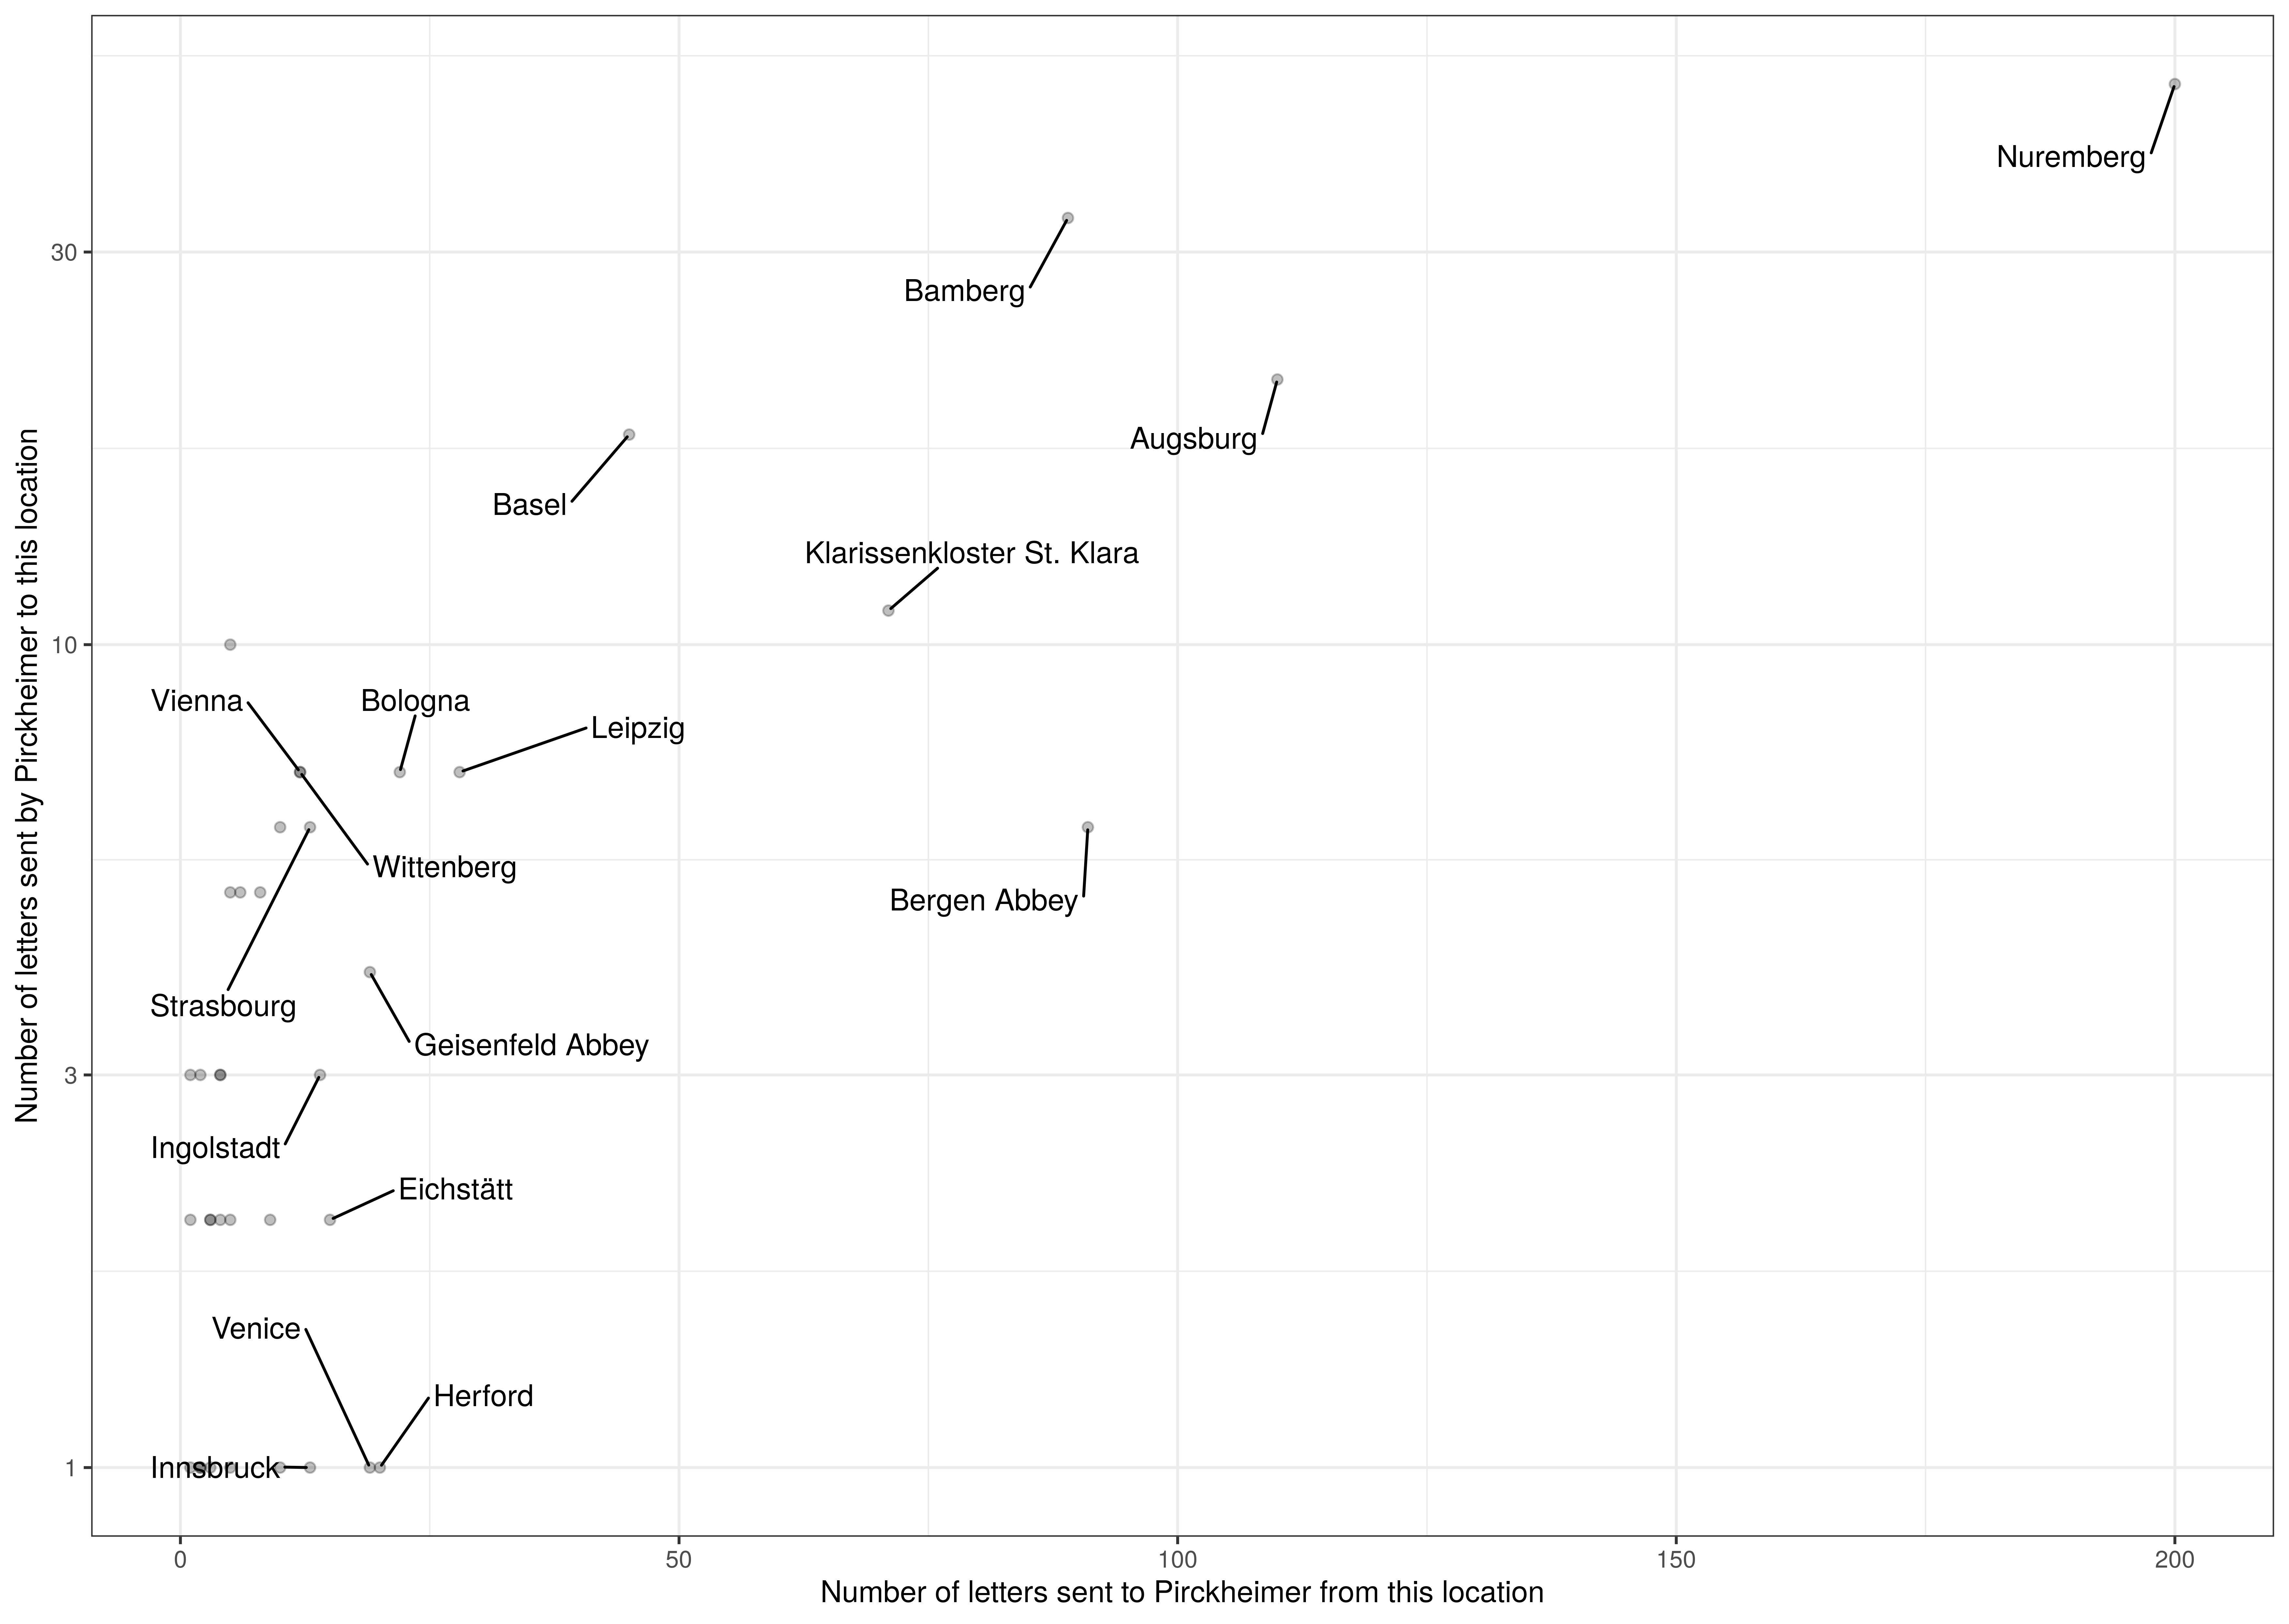 Nuremberg
30
Bamberg
Augsburg
Basel
Klarissenkloster St. Klara
10
Vienna
Bologna
Leipzig
Wittenberg
Bergen Abbey
Strasbourg
Geisenfeld Abbey
3
Ingolstadt
Eichstätt
Venice
Herford
Innsbruck
1
0
50
100
150
200
Number of letters sent to Pirckheimer from this location
Number of letters sent by Pirckheimer to this location